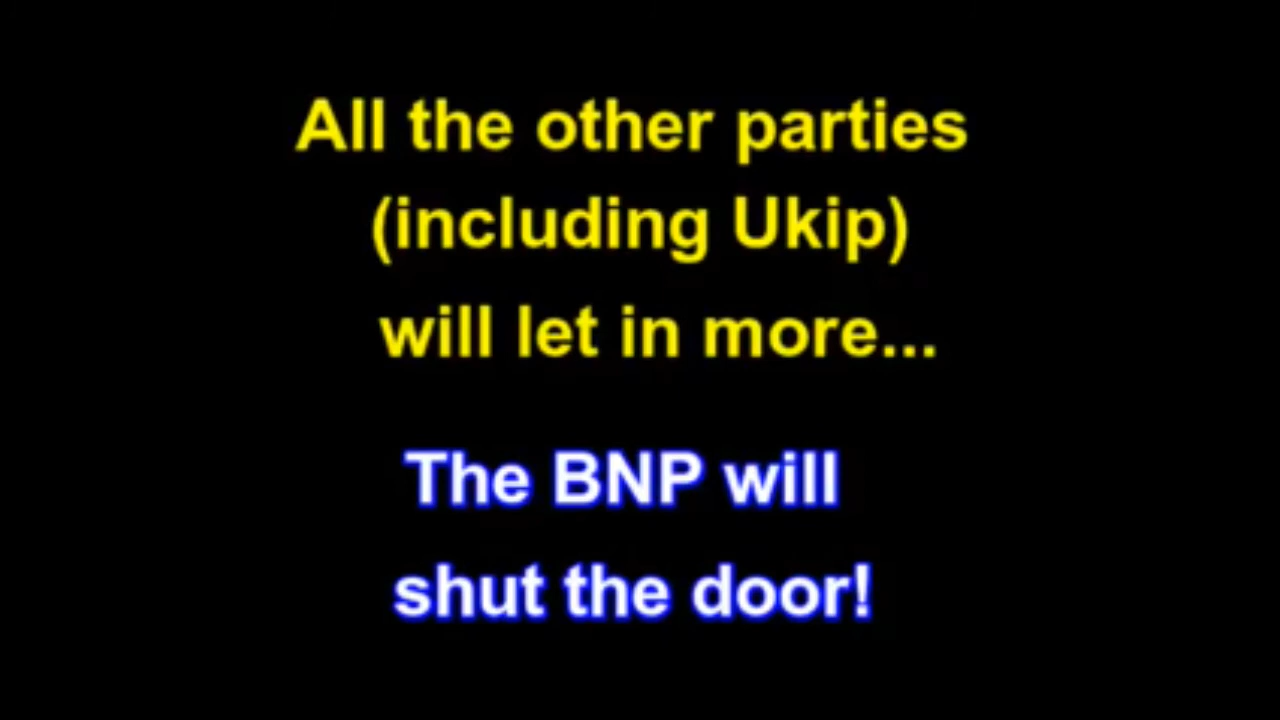 All the other parties
(including Ukip)
will let in more...
The BNP will
shut the door!